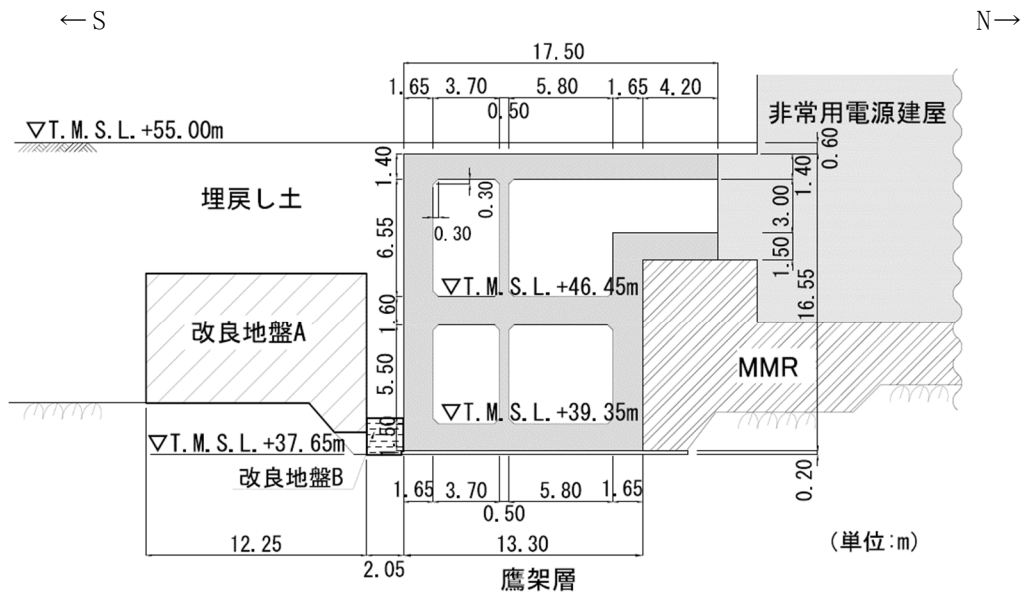 ←S
N→
17.50
1.65 3.70 5.80 1.65 4.20
0.50
非常用電源建屋
▽T.M.S.L.+55.00m
0.60
1.40
1.40
埋戻し土
0.30
0.30
3.00
6.55
1.50
▽T.M.S.L.+46.45m
16.55
1.60
改良地盤A
MMR
5.50
▽T.M.S.L.+39.35m
1.50
▽T.M.S.L.+37.65m
改良地盤B
0.20
1.65 3.70 5.80 1.65
0.50
12.25
13.30
(単位:m)
2.05
鷹架層